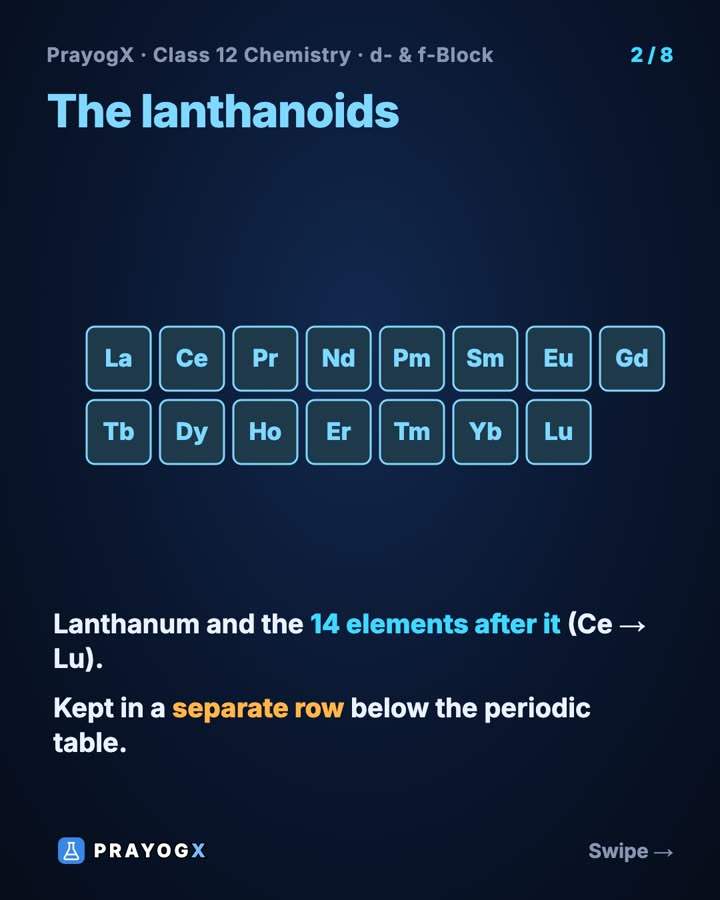 PrayogX · Class 12 Chemistry · d- & f-Block
2 / 8
The lanthanoids
La Ce Pr Nd Pm Sm Eu Gd
Tb Dy Ho Er Tm Yb Lu
Lanthanum and the 14 elements after it (Ce →
Lu).
Kept in a separate row below the periodic
table.
PRAYOGX
Swipe →